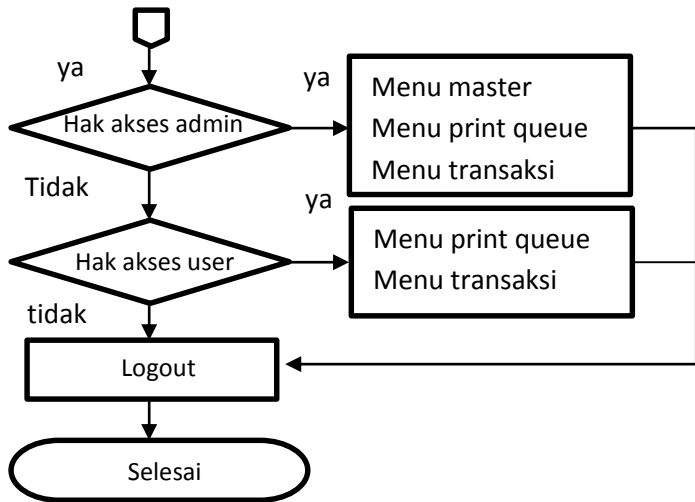 ya
Hak akses admin
ya
Menu master
Menu print queue
Menu transaksi
Tidak
Hak akses user
ya
Menu print queue
Menu transaksi
tidak
Logout
Selesai